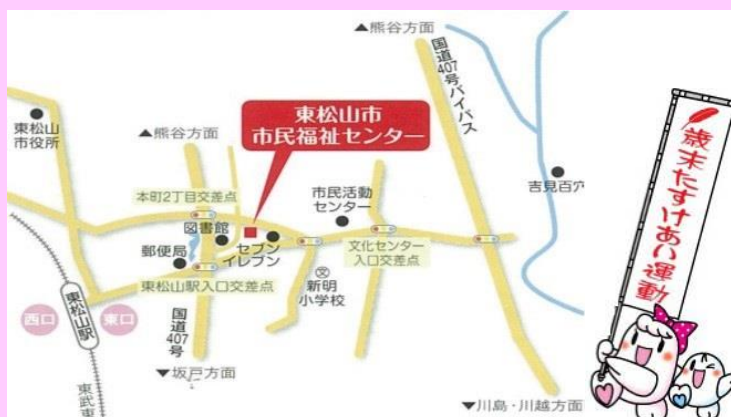 ▲熊谷方面
国道407号バイパス
東松山市
市民福祉センター
東松山
市役所
▲熊谷方面
本町2丁目交差点
市民活動
センター
吉見百穴
図書館
郵便局
セブン
イレブン
文化センター
入口交差点
文
新明
小学校
東松山駅入口交差点
西口
東松山駅
東口
国道407号
▼坂戸方面
東武東
▼川島・川越方面
歳末たすけあい運動